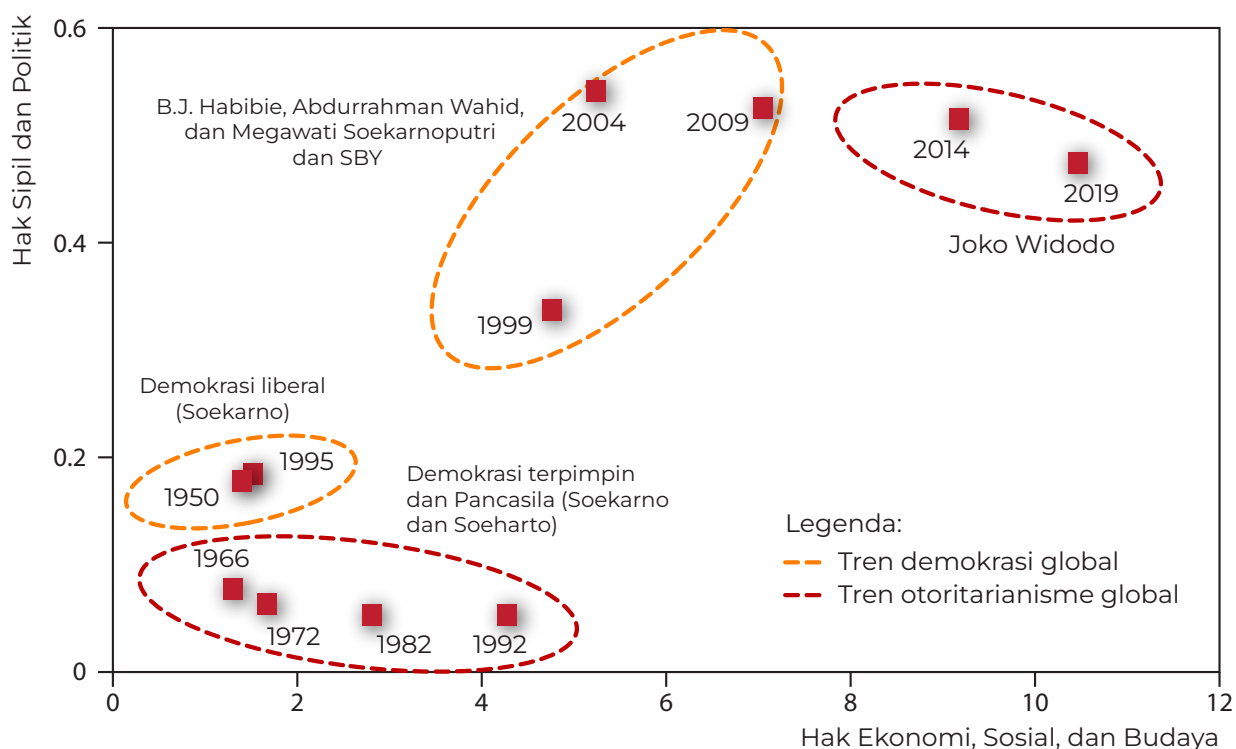 Hak Sipil dan Politik
0.6
0.4
0.2
0
B.J. Habibie, Abdurrahman Wahid,
dan Megawati Soekarnoputri
dan SBY
2004
2009
2014
2019
Joko Widodo
1999
Demokrasi liberal
(Soekarno)
1995
1950
Demokrasi terpimpin
dan Pancasila (Soekarno
dan Soeharto)
1966
1972
1982
1992
Legenda:
Tren demokrasi global
Tren otoritarianisme global
0
2
4
6
8
10
12
Hak Ekonomi, Sosial, dan Budaya